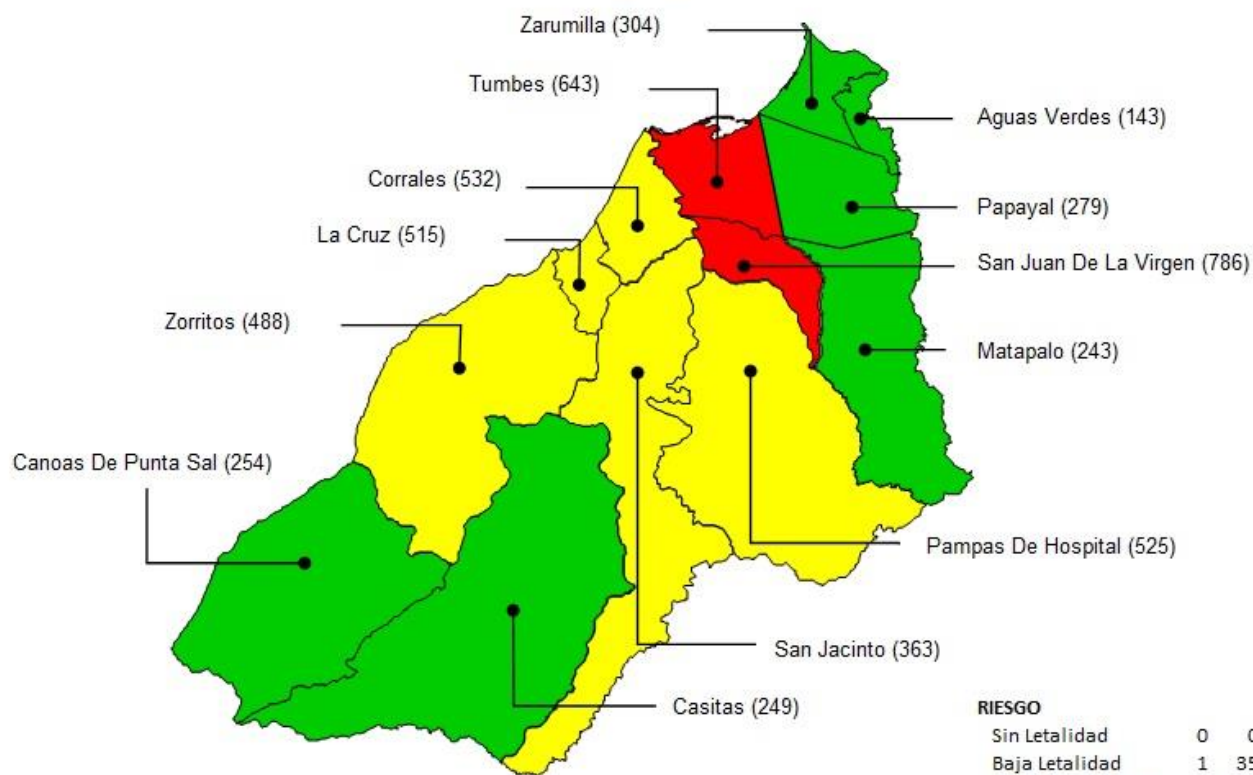 Zarumilla (304)
Tumbes (643)
Aguas Verdes (143)
Corrales (532)
Papayal (279)
La Cruz (515)
San Juan De La Virgen (786)
Zorritos (488)
Matapalo (243)
Canoas De Punta Sal (254)
Pampas De Hospital (525)
San Jacinto (363)
Casitas (249)
RIESGO
Sin Letalidad 0
Baja Letalidad 1